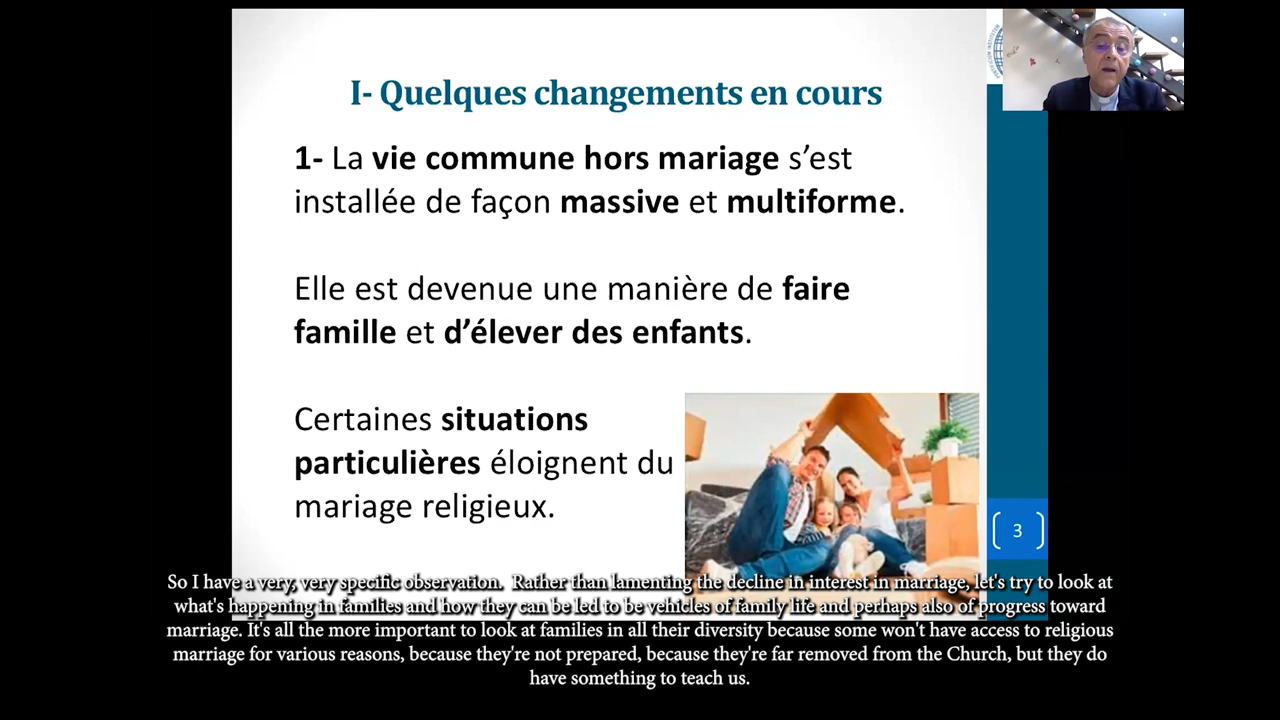 I- Quelques changements en cours
1- La vie commune hors mariage s’est
installée de façon massive et multiforme.
Elle est devenue une manière de faire
famille et d’élever des enfants.
Certaines situations
particulières éloignent du
mariage religieux.
3
So I have a very, very specific observation. Rather than lamenting the decline in interest in marriage, let's try to look at
what's happening in families and how they can be led to be vehicles of family life and perhaps also of progress toward
marriage. It's all the more important to look at families in all their diversity because some won't have access to religious
marriage for various reasons, because they're not prepared, because they're far removed from the Church, but they do
have something to teach us.